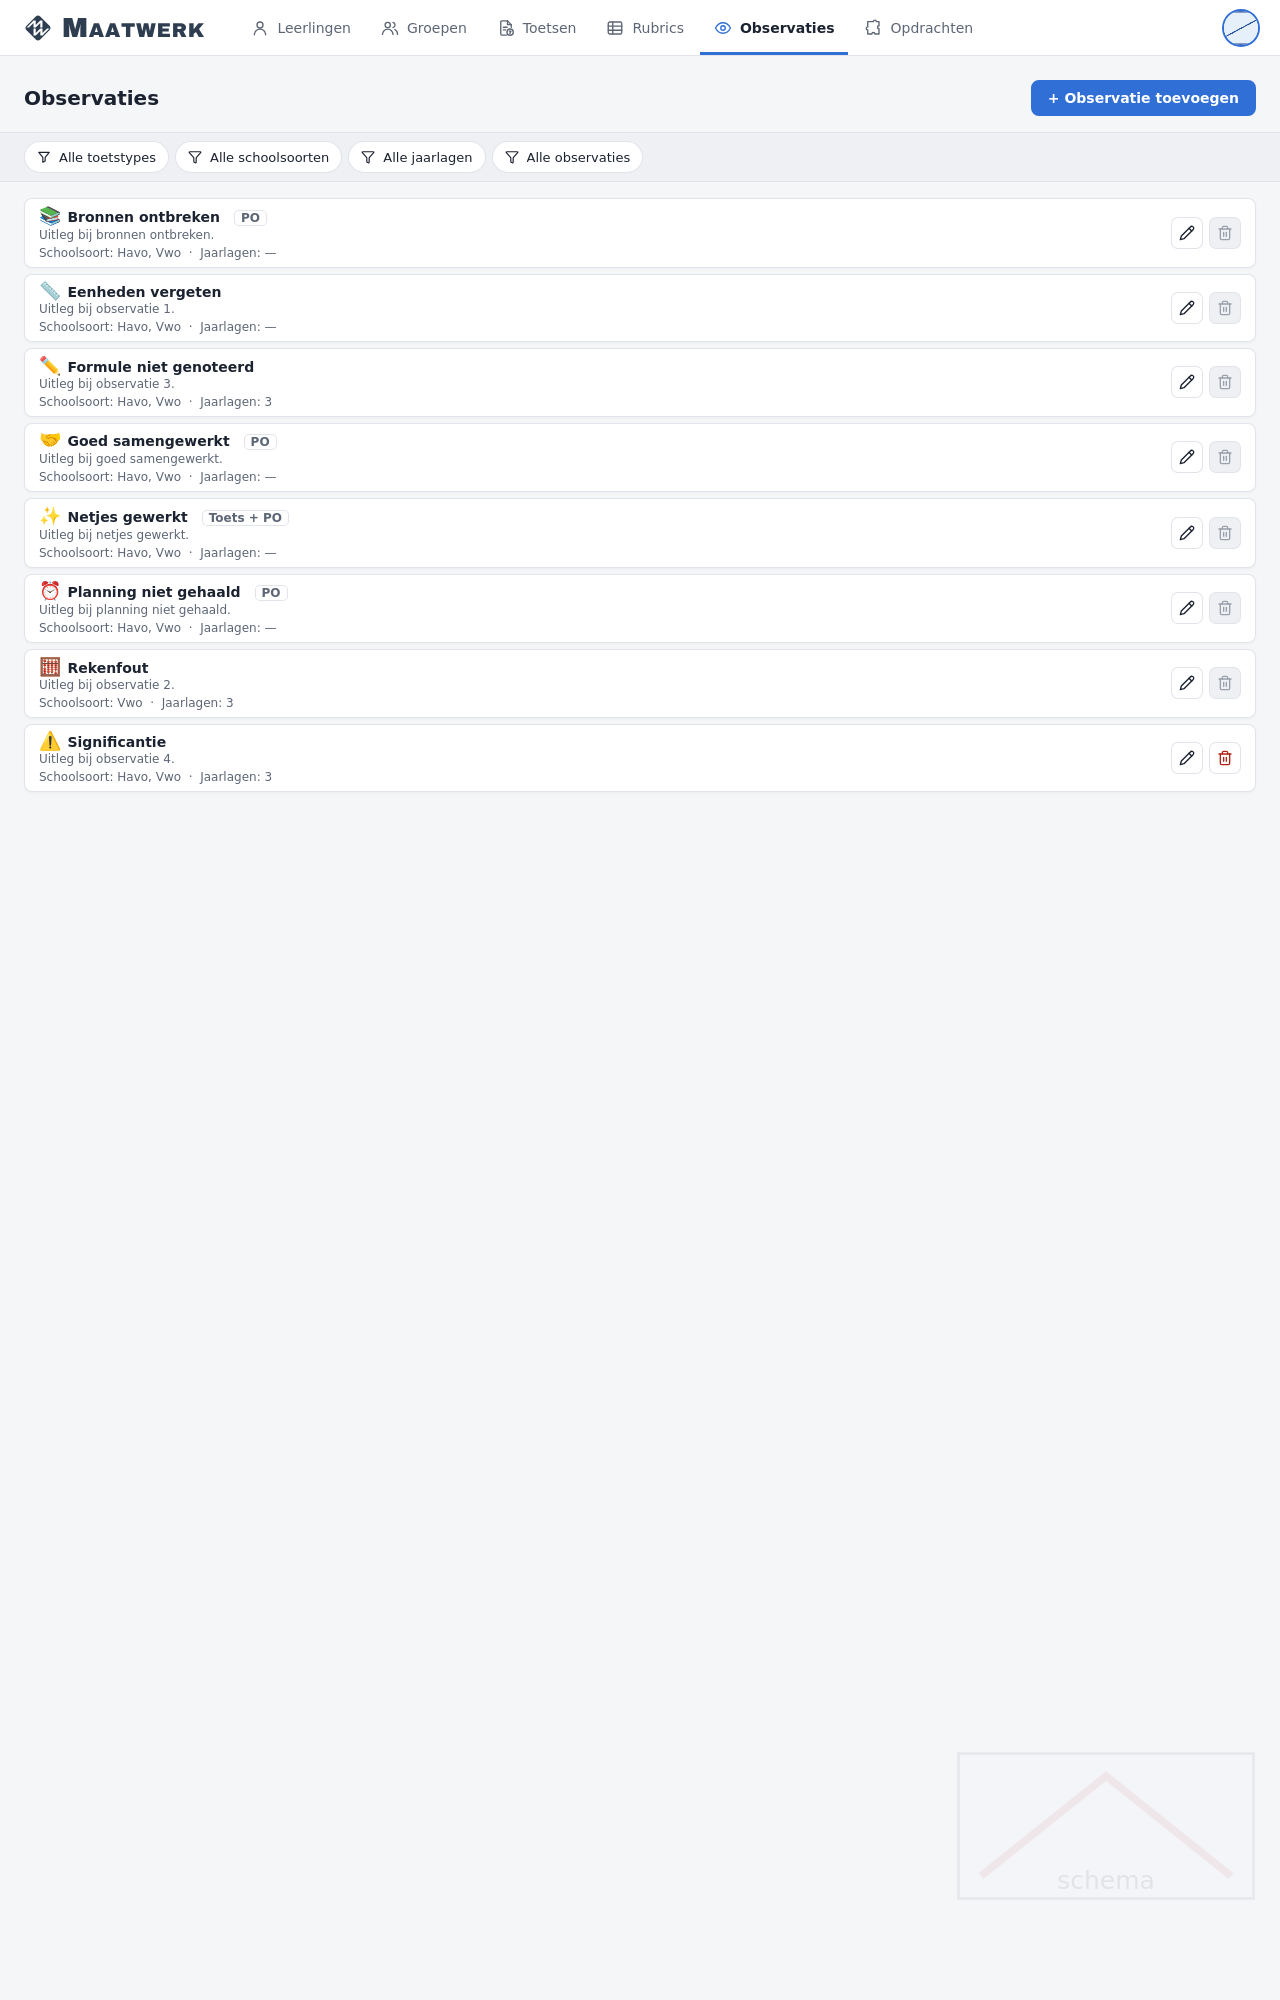 MAATWERK
Leerlingen Groepen Toetsen Rubrics Observaties Opdrachten
Observaties
+ Observatie toevoegen
Alle toetstypes Alle schoolsoorten Alle jaarlagen Alle observaties
Bronnen ontbreken PO
Uitleg bij bronnen ontbreken.
Schoolsoort: Havo, Vwo · Jaarlagen: —
Eenheden vergeten
Uitleg bij observatie 1.
Schoolsoort: Havo, Vwo · Jaarlagen: —
Formule niet genoteerd
Uitleg bij observatie 3.
Schoolsoort: Havo, Vwo · Jaarlagen: 3
Goed samengewerkt PO
Uitleg bij goed samengewerkt.
Schoolsoort: Havo, Vwo · Jaarlagen: —
Netjes gewerkt Toets + PO
Uitleg bij netjes gewerkt.
Schoolsoort: Havo, Vwo · Jaarlagen: —
Planning niet gehaald PO
Uitleg bij planning niet gehaald.
Schoolsoort: Havo, Vwo · Jaarlagen: —
Rekenfout
Uitleg bij observatie 2.
Schoolsoort: Vwo · Jaarlagen: 3
Significantie
Uitleg bij observatie 4.
Schoolsoort: Havo, Vwo · Jaarlagen: 3
schema